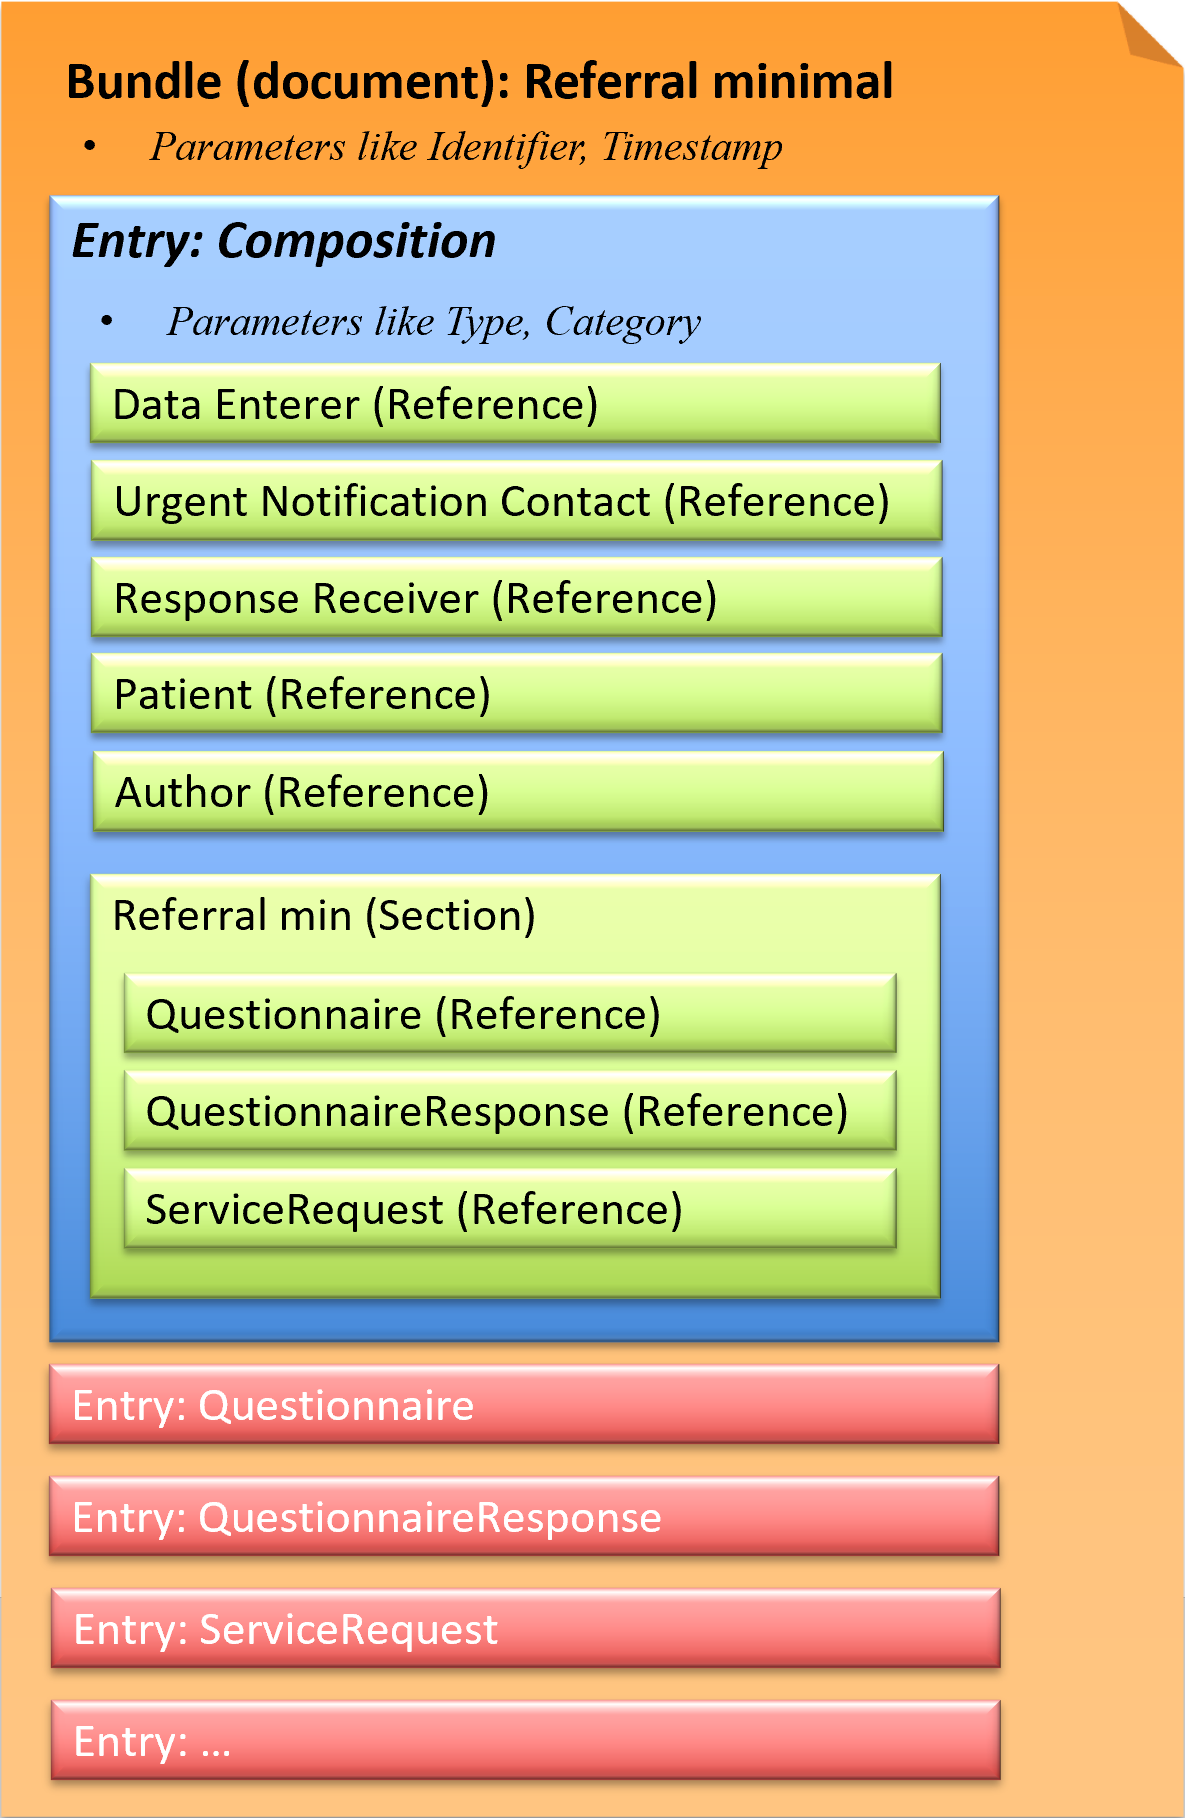 Bundle (document): Referral minimal
• Parameters like Identifier, Timestamp
Entry: Composition
• Parameters like Type, Category
Data Enterer (Reference)
Urgent Notification Contact (Reference)
Response Receiver (Reference)
Patient (Reference)
Author (Reference)
Referral min (Section)
Questionnaire (Reference)
QuestionnaireResponse (Reference)
ServiceRequest (Reference)
Entry: Questionnaire
Entry: QuestionnaireResponse
Entry: ServiceRequest
Entry: ...